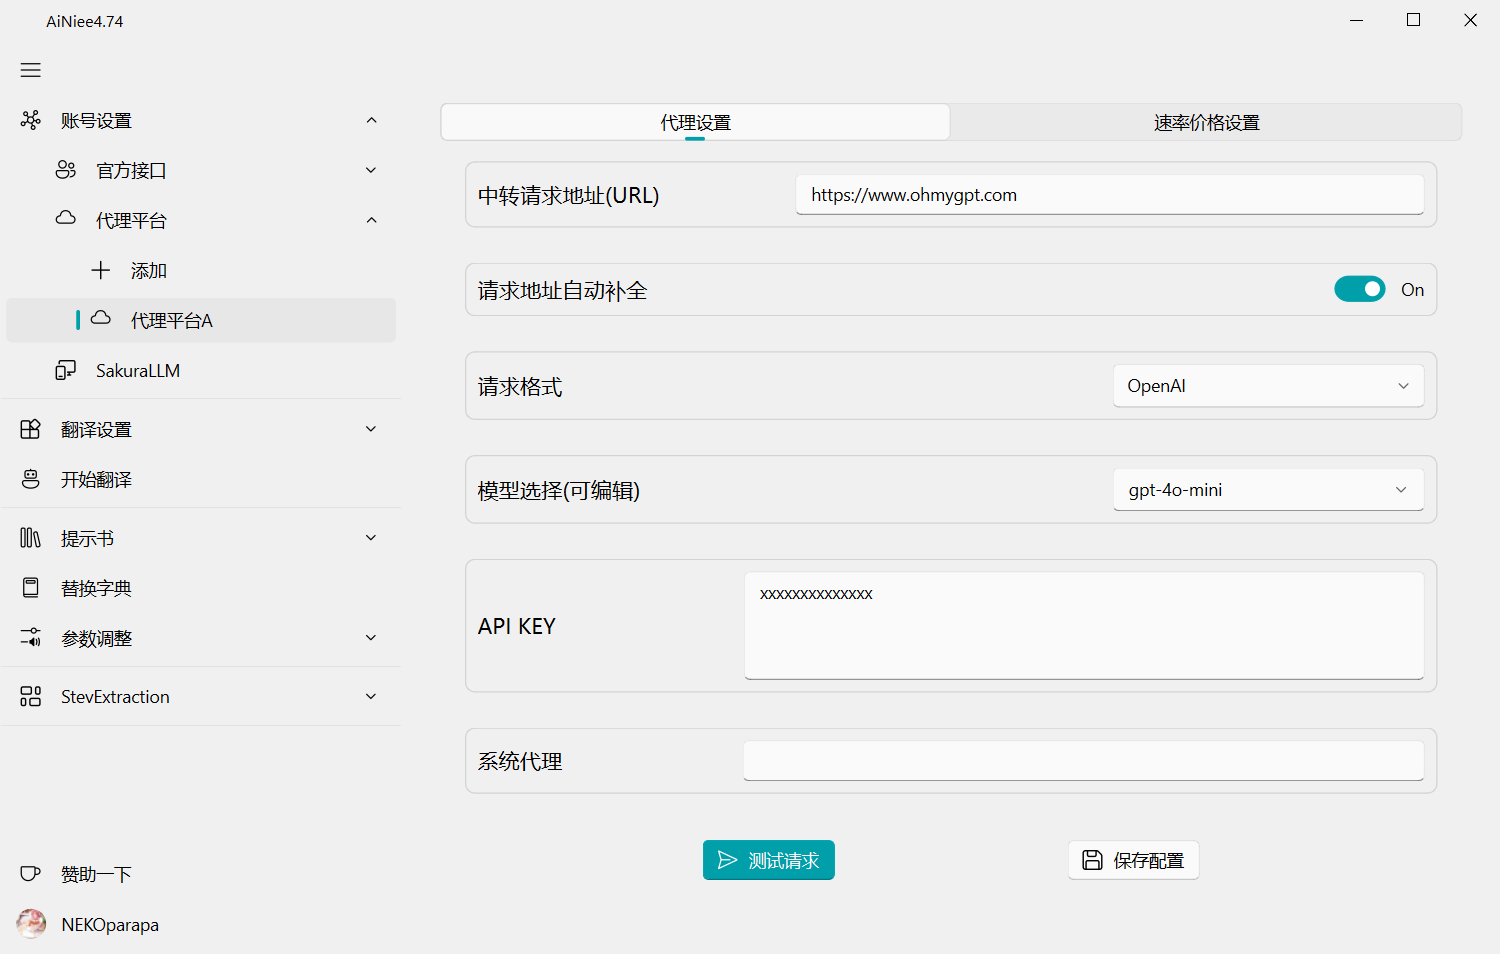 AiNiee4.74
账号设置
官方接口
代理平台
添加
代理平台A
SakuraLLM
翻译设置
开始翻译
提示书
替换字典
参数调整
StevExtraction
赞助一下
NEKOparapa
代理设置
速率价格设置
中转请求地址(URL)
https://www.ohmygpt.com
请求地址自动补全
On
请求格式
OpenAI
模型选择(可编辑)
gpt-4o-mini
API KEY
xxxxxxxxxxxxxx
系统代理
测试请求
保存配置